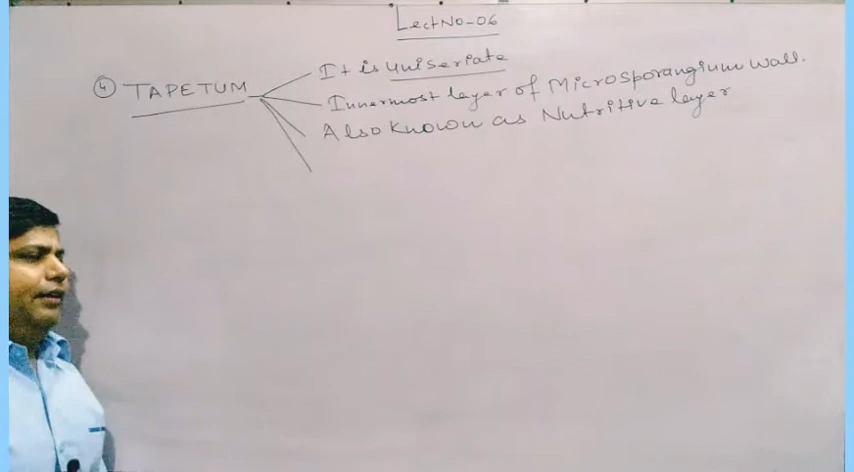 Lect No-06
④ TAPETUM
It is uniseriate
Innermost layer of Microsporangium wall.
Also known as Nutritive layer